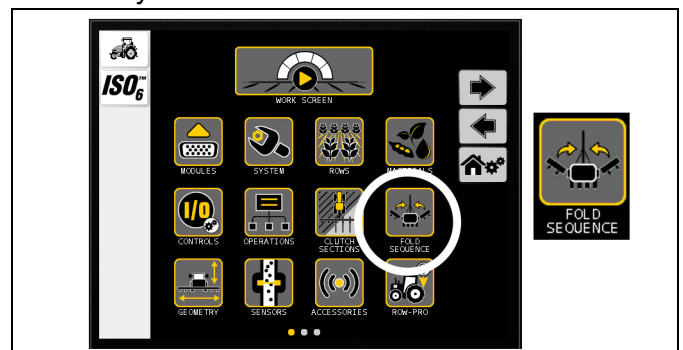 ISO6™
WORK SCREEN
MODULES
SYSTEM
ROWS
MATERIALS
I/O
CONTROLS
OPERATIONS
CLUTCH
SECTIONS
FOLD
SEQUENCE
GEOMETRY
SENSORS
ACCESSORIES
ROW-PRO
FOLD
SEQUENCE